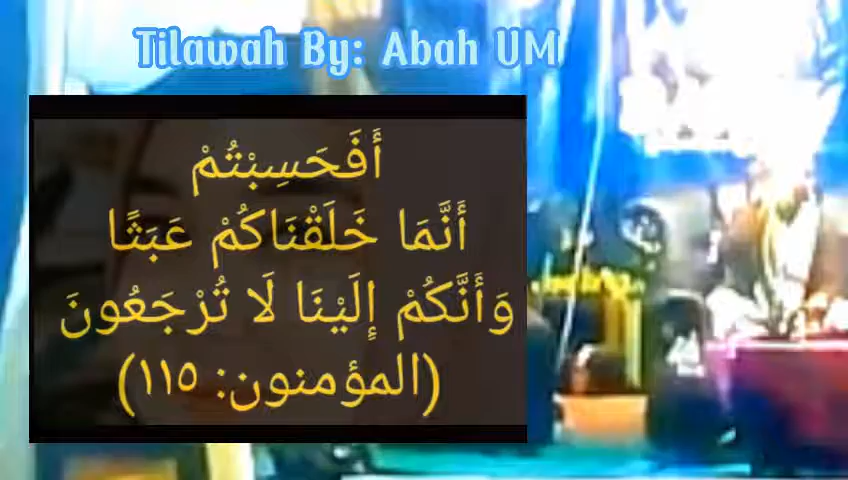 Tilawah By: Abah UM
أَفَحَسِبْتُمْ
أَنَّمَا خَلَقْنَاكُمْ عَبَثًا
وَأَنَّكُمْ إِلَيْنَا لَا تُرْجَعُونَ
(المؤمنون: ١١٥)